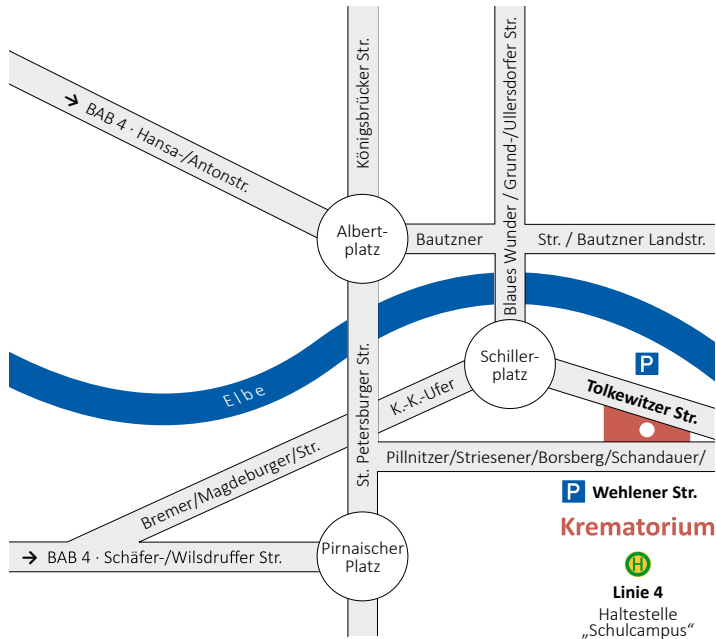 Königsbrücker Str.
Blaues Wunder / Grund-/Ullersdorfer Str.
→ BAB 4 · Hansa-/Antonstr.
Albert-
platz
Bautzner Str. / Bautzner Landstr.
Elbe
St. Petersburger Str.
K.-K.-Ufer
Schiller-
platz
P
Tolkewitzer Str.
Bremer/Magdeburger/Str.
Pillnitzer/Striesener/Borsberg/Schandauer/
P Wehlener Str.
Krematorium
→ BAB 4 · Schäfer-/Wilsdruffer Str.
Pirnaischer
Platz
H
Linie 4
Haltestelle
„Schulcampus“